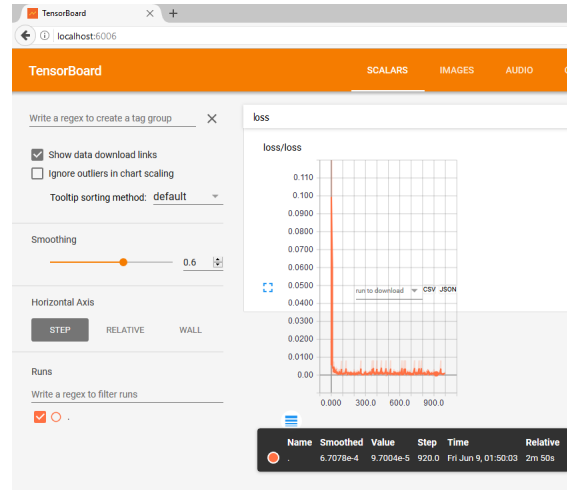 TensorBoard
localhost:6006
TensorBoard SCALARS IMAGES AUDIO
Write a regex to create a tag group
Show data download links
Ignore outliers in chart scaling
Tooltip sorting method: default
Smoothing
0.6
Horizontal Axis
STEP RELATIVE WALL
Runs
Write a regex to filter runs
.
loss
loss/loss
0.110
0.100
0.0900
0.0800
0.0700
0.0600
0.0500
0.0400
0.0300
0.0200
0.0100
0.00
0.000 300.0 600.0 900.0
run to download CSV JSON
Name Smoothed Value Step Time Relative
. 6.7078e-4 9.7004e-5 920.0 Fri Jun 9, 01:50:03 2m 50s